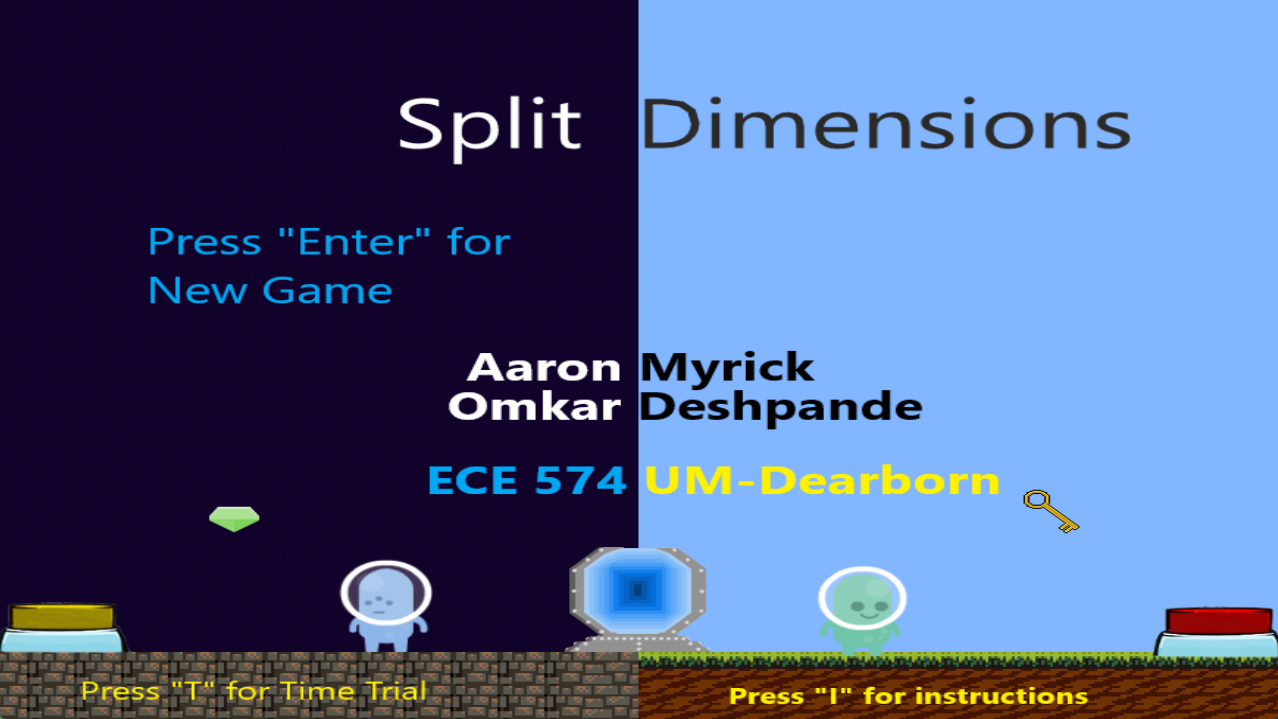 Split Dimensions
Press "Enter" for
New Game
Aaron Myrick
Omkar Deshpande
ECE 574 UM-Dearborn
Press "T" for Time Trial
Press "I" for instructions